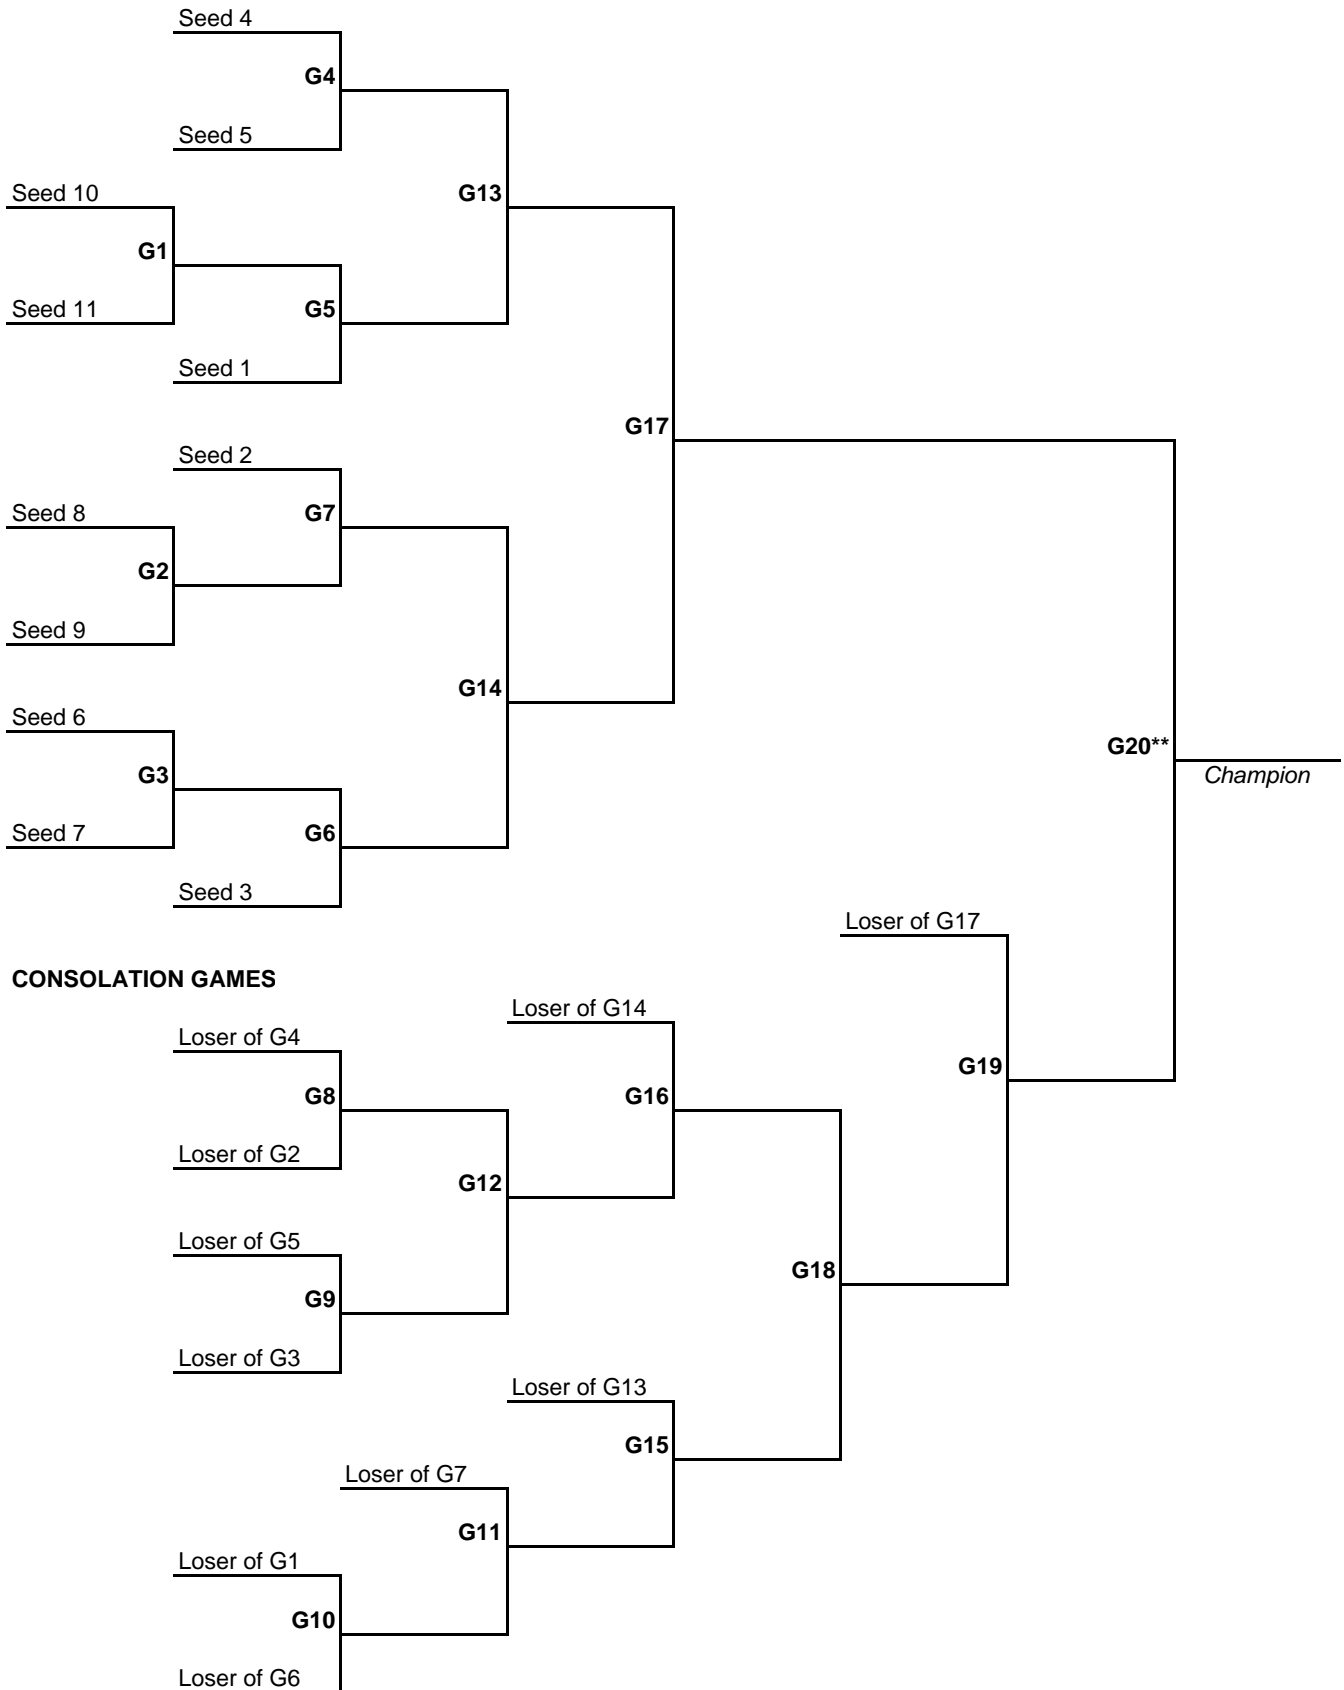 Seed 4
G4
Seed 5
Seed 10
G13
G1
Seed 11
G5
Seed 1
G17
Seed 2
Seed 8
G7
G2
Seed 9
G14
Seed 6
G20**
G3
Champion
Seed 7
G6
Seed 3
Loser of G17
CONSOLATION GAMES
Loser of G14
Loser of G4
G19
G8
G16
Loser of G2
G12
Loser of G5
G18
G9
Loser of G3
Loser of G13
G15
Loser of G7
G11
Loser of G1
G10
Loser of G6